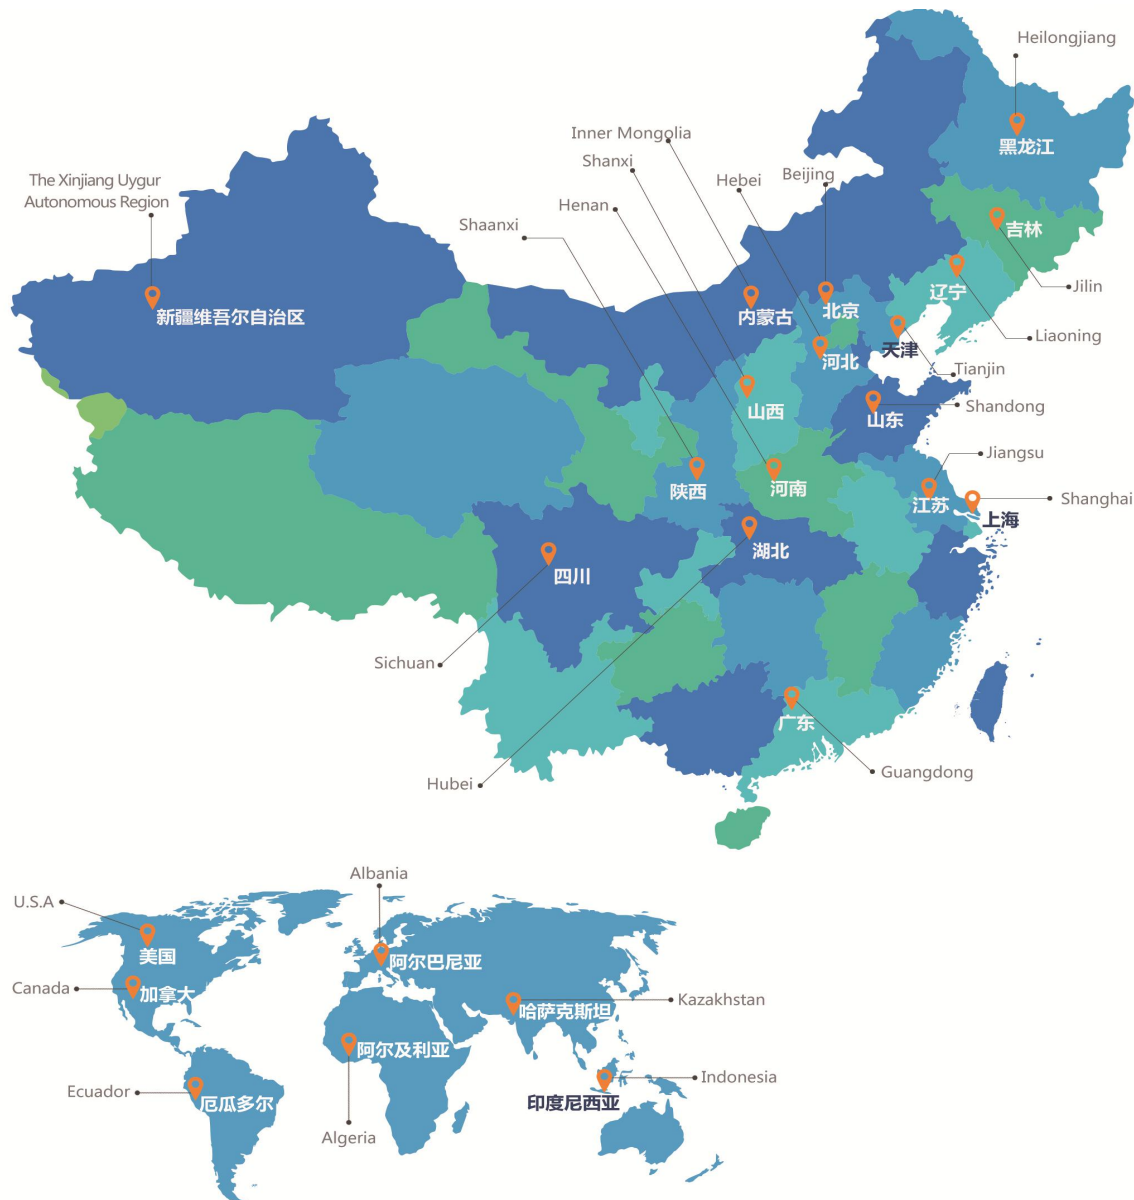 Heilongjiang
黑龙江
Inner Mongolia
Shanxi
Hebei
Beijing
The Xinjiang Uygur
Autonomous Region
Henan
Shaanxi
吉林
Jilin
辽宁
新疆维吾尔自治区
内蒙古
北京
Liaoning
天津
河北
Tianjin
山西
山东
Shandong
Jiangsu
陕西
河南
江苏
Shanghai
上海
湖北
四川
Sichuan
广东
Guangdong
Hubei
Albania
U.S.A
美国
阿尔巴尼亚
Canada
加拿大
哈萨克斯坦
Kazakhstan
阿尔及利亚
Ecuador
厄瓜多尔
印度尼西亚
Indonesia
Algeria